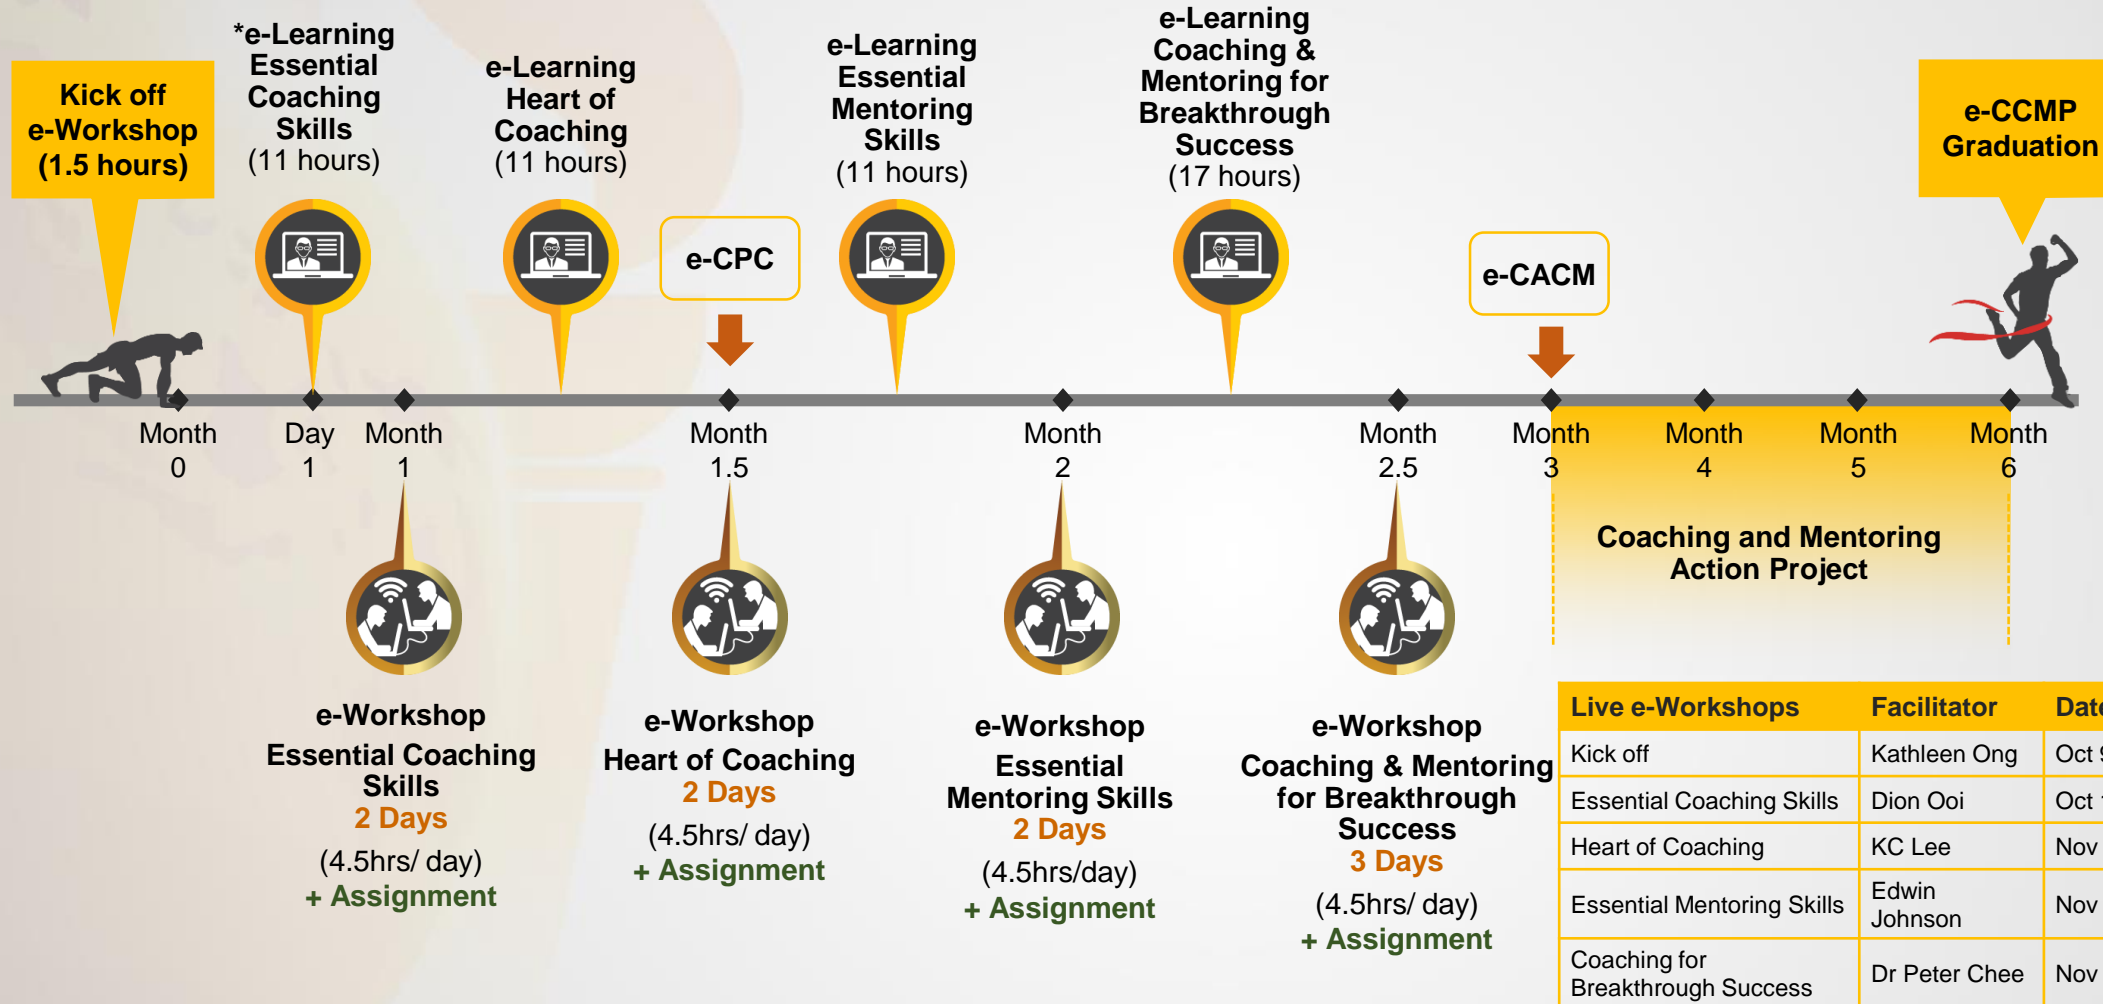 Kick off
e-Workshop
(1.5 hours)
*e-Learning
Essential
Coaching
Skills
(11 hours)
e-Learning
Heart of
Coaching
(11 hours)
e-CPC
e-Learning
Essential
Mentoring
Skills
(11 hours)
e-Learning
Coaching &
Mentoring for
Breakthrough
Success
(17 hours)
e-CACM
e-CCMP
Graduation
Month
0
Day
1
Month
1
Month
1.5
Month
2
Month
2.5
Month
3
Month
4
Month
5
Month
6
Coaching and Mentoring
Action Project
e-Workshop
Essential Coaching
Skills
2 Days
(4.5hrs/ day)
+ Assignment
e-Workshop
Heart of Coaching
2 Days
(4.5hrs/ day)
+ Assignment
e-Workshop
Essential
Mentoring Skills
2 Days
(4.5hrs/day)
+ Assignment
e-Workshop
Coaching & Mentoring
for Breakthrough
Success
3 Days
(4.5hrs/ day)
+ Assignment
Live e-Workshops Facilitator
Kick off Kathleen Ong Oct
Essential Coaching Skills Dion Ooi Oct
Heart of Coaching KC Lee Nov
Essential Mentoring Skills Edwin Johnson Nov
Coaching for
Breakthrough Success Dr Peter Chee Nov